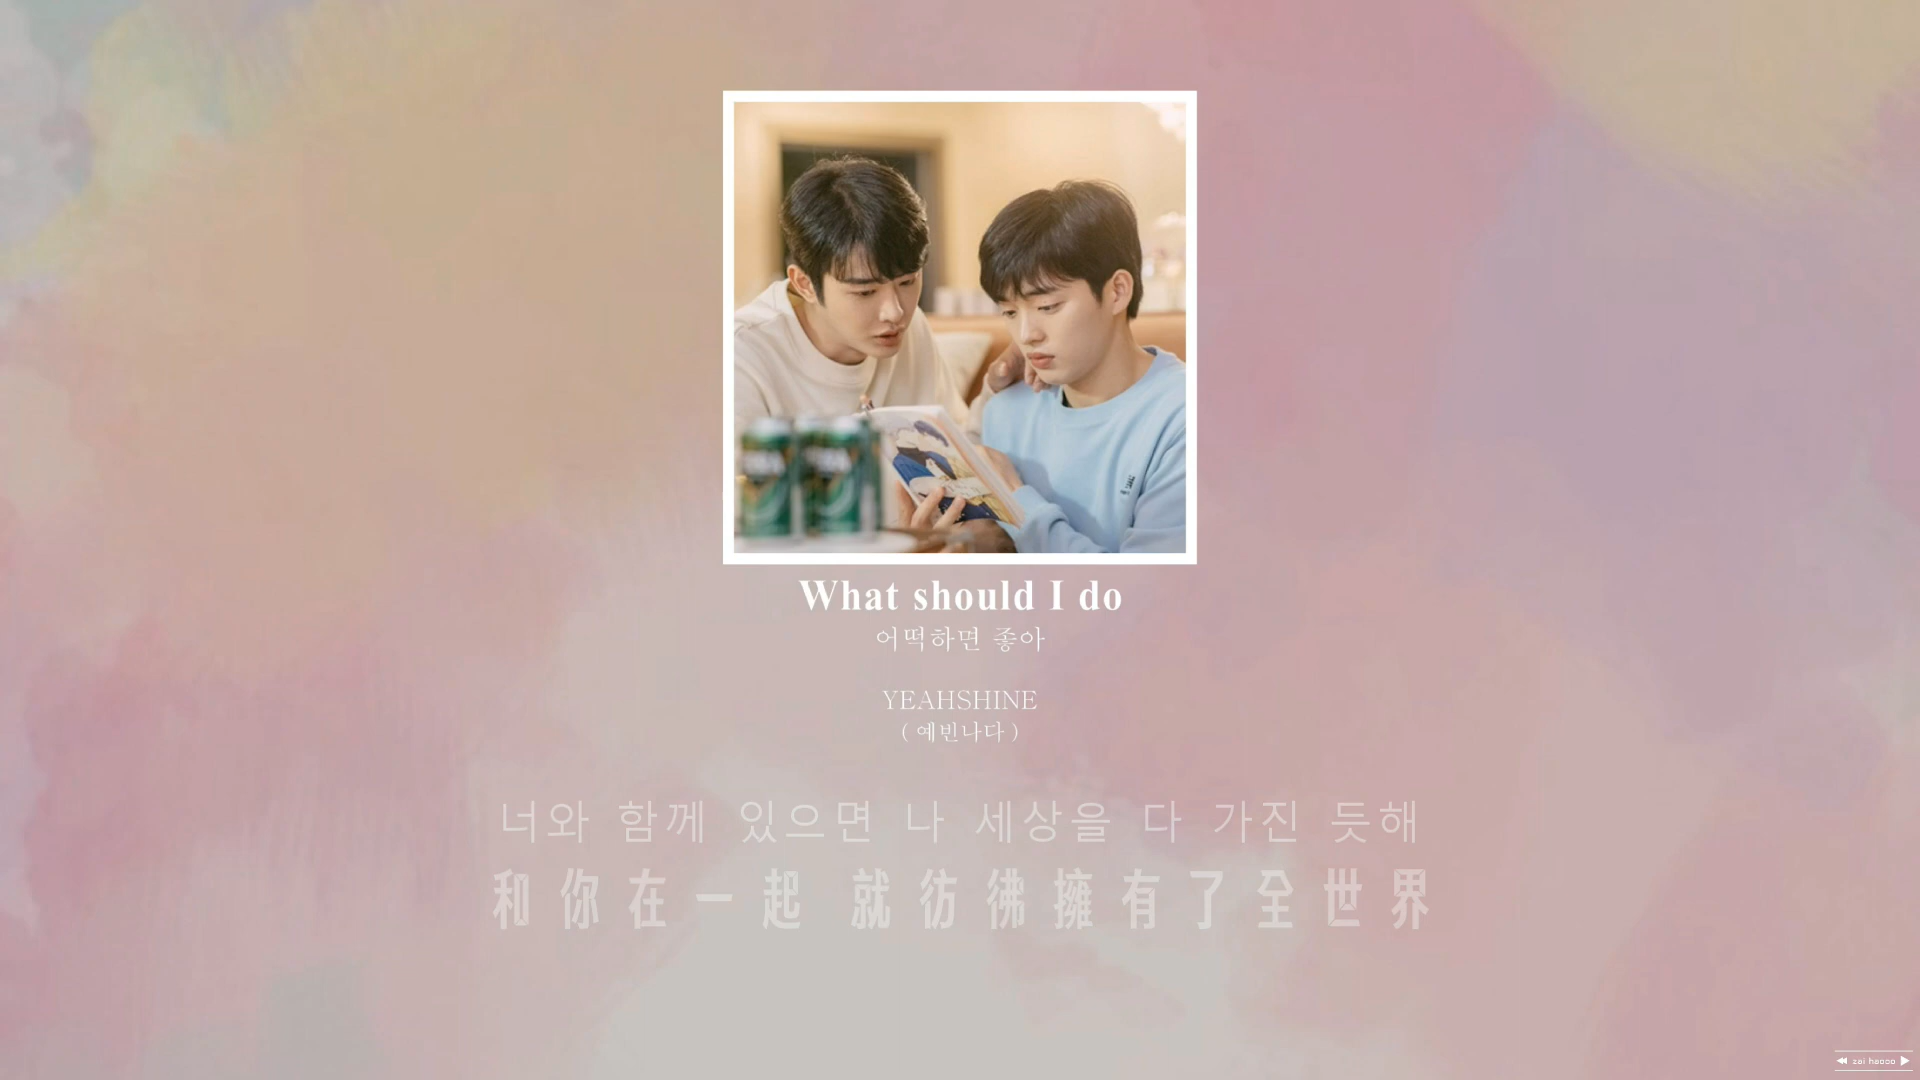 What should I do
어떡하면 좋아
YEAHSHINE
( 예빈나다 )
너와 함께 있으면 나 세상을 다 가진 듯해
和你在一起 就彷彿擁有了全世界
zai haooo